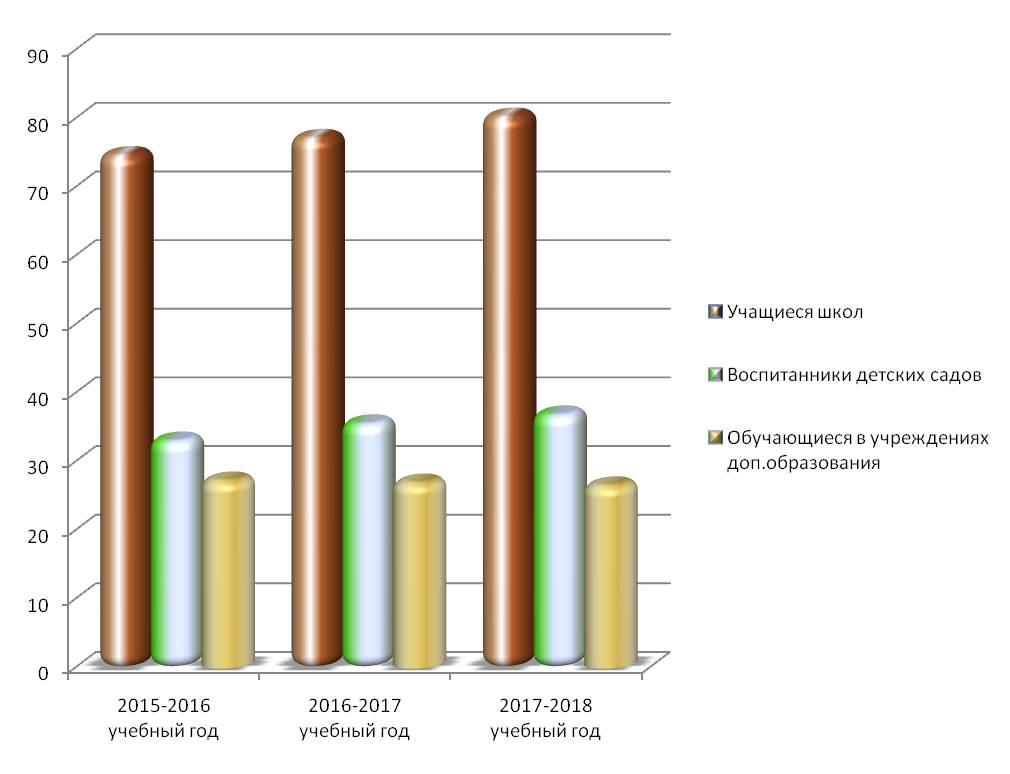 90
80
70
60
50
40
30
20
10
0
2015-2016
учебный год
2016-2017
учебный год
2017-2018
учебный год
Учащиеся школ
Воспитанники детских садов
Обучающиеся в учреждениях
доп.образования